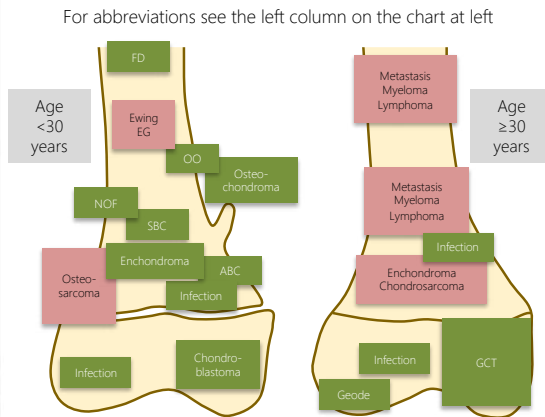 For abbreviations see the left column on the chart at left
Age
<30
years
FD
Ewing
EG
OO
Osteo-
chondroma
NOF
SBC
Enchondroma
ABC
Osteo-
sarcoma
Infection
Infection
Chondro-
blastoma
Metastasis
Myeloma
Lymphoma
Age
≥30
years
Metastasis
Myeloma
Lymphoma
Infection
Enchondroma
Chondrosarcoma
Infection
GCT
Geode